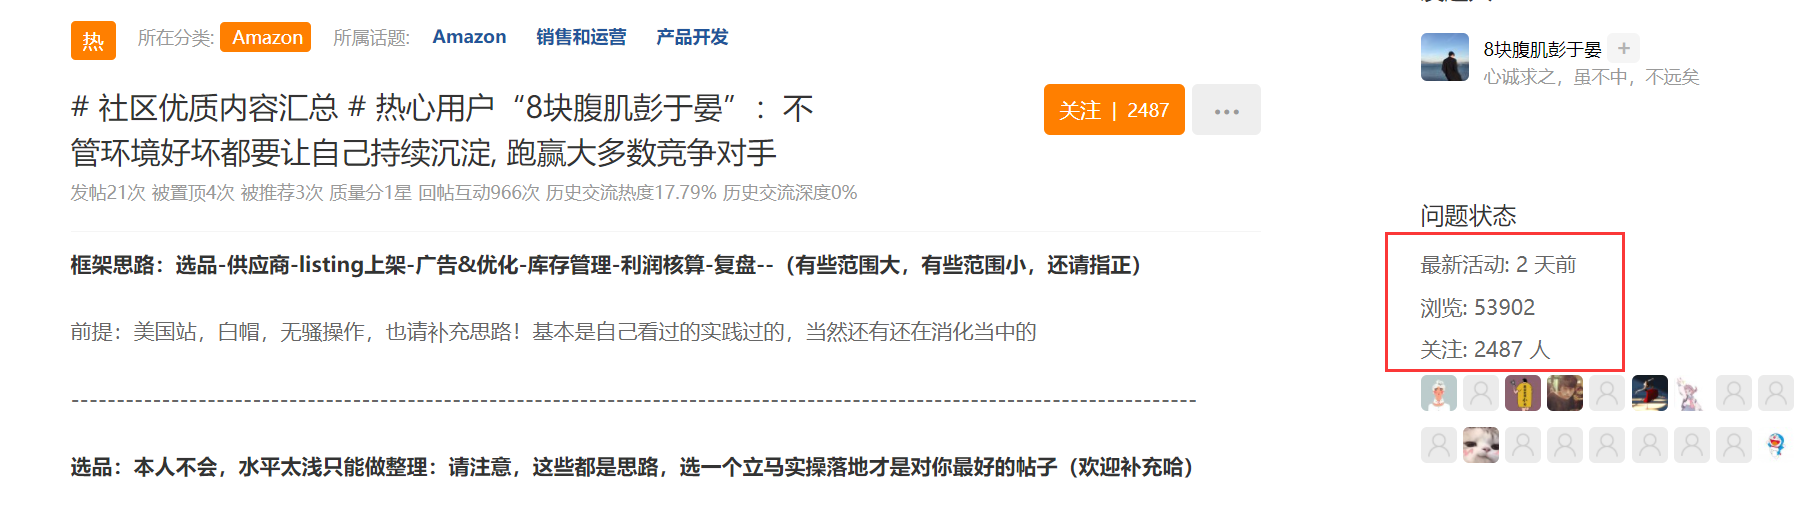 热 所在分类: Amazon 所属话题: Amazon 销售和运营 产品开发
# 社区优质内容汇总 # 热心用户“8块腹肌彭于晏”：不
管环境好坏都要让自己持续沉淀, 跑赢大多数竞争对手
关注 | 2487 ...
发帖21次 被置顶4次 被推荐3次 质量分1星 回帖互动966次 历史交流热度17.79% 历史交流深度0%
框架思路：选品-供应商-listing上架-广告&优化-库存管理-利润核算-复盘--（有些范围大，有些范围小，还请指正）
前提：美国站，白帽，无骚操作，也请补充思路！基本是自己看过的实践过的，当然还有还在消化当中的
选品：本人不会，水平太浅只能做整理：请注意，这些都是思路，选一个立马实操落地才是对你最好的帖子（欢迎补充哈）
8块腹肌彭于晏 +
心诚求之，虽不中，不远矣
问题状态
最新活动: 2 天前
浏览: 53902
关注: 2487 人